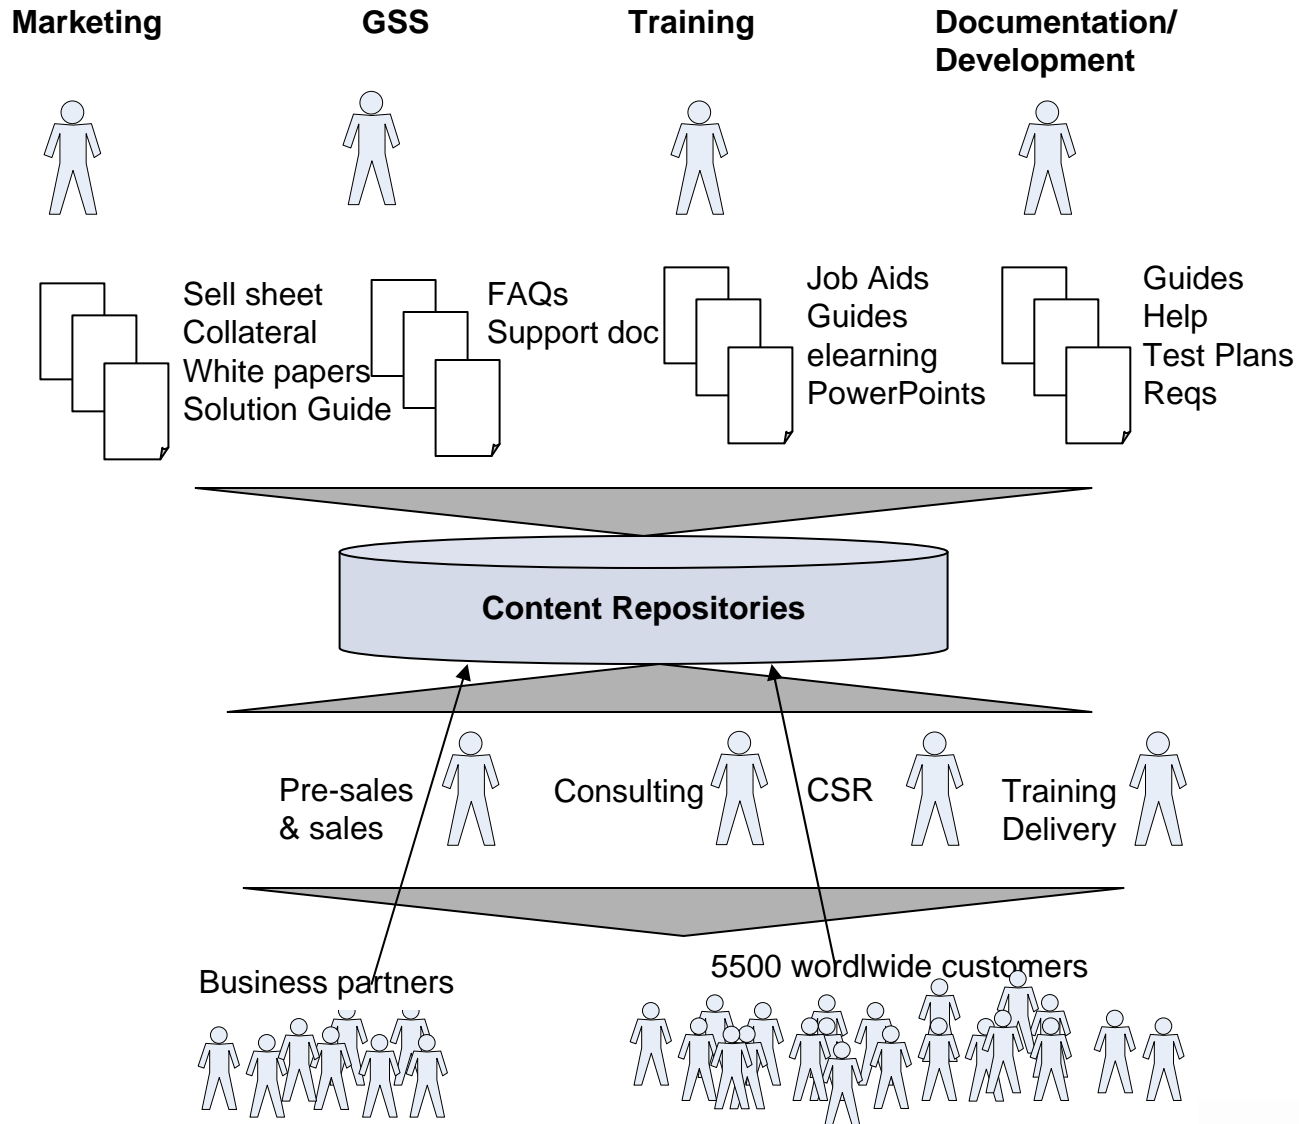 Marketing
GSS
Training
Documentation/
Development
Sell sheet
Collateral
White papers
Solution Guide
FAQs
Support doc
Job Aids
Guides
elearning
PowerPoints
Guides
Help
Test Plans
Reqs
Content Repositories
Pre-sales
& sales
Consulting
CSR
Training
Delivery
Business partners
5500 wordlwide customers